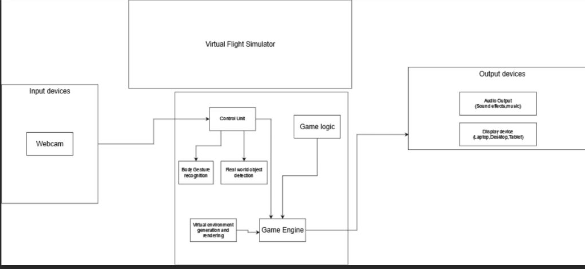 Virtual Flight Simulator
Input devices
Webcam
Control Unit
Game logic
Body Gesture
recognition
Real world object
detection
Virtual environment
generation and
rendering
Game Engine
Output devices
Audio Output
(Sound effects,music)
Display device
(Laptop,Desktop,Tablet)